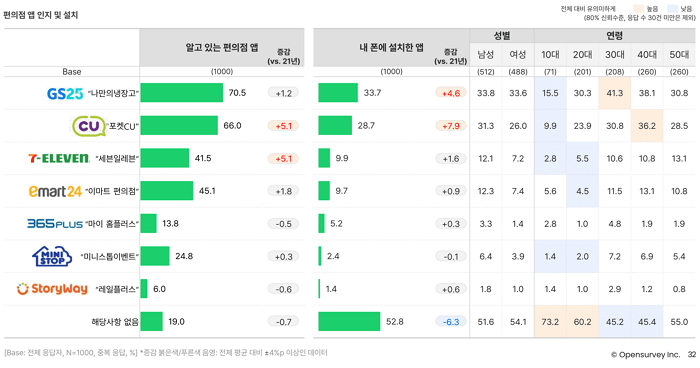 편의점 앱 인지 및 설치
전체 대비 유의미하게 높음 낮음
(80% 신뢰수준, 응답 수 30건 미만은 제외)
알고 있는 편의점 앱 증감 (vs. 21년) 내 폰에 설치한 앱 증감 (vs. 21년) 성별 연령
남성 여성 10대 20대 30대 40대 50대
Base (1000) (1000) (512) (488) (71) (201) (208) (260) (260)
GS25 "나만의냉장고" 70.5 +1.2 33.7 +4.6 33.8 33.6 15.5 30.3 41.3 38.1 30.8
CU "포켓CU" 66.0 +5.1 28.7 +7.9 31.3 26.0 9.9 23.9 30.8 36.2 28.5
7-ELEVEN "세븐일레븐" 41.5 +5.1 9.9 +1.6 12.1 7.2 2.8 5.5 10.6 10.8 13.1
emart24 "이마트 편의점" 45.1 +1.8 9.7 +0.9 12.3 7.4 5.6 4.5 11.5 13.1 10.8
365PLUS "마이 홈플러스" 13.8 -0.5 5.2 +0.3 3.3 1.4 2.8 1.0 4.8 1.9 1.9
MINI STOP "미니스톱이벤트" 24.8 +0.3 2.4 -0.1 6.4 3.9 1.4 2.0 7.2 6.9 5.4
StoryWay "레일플러스" 6.0 -0.6 1.4 +0.6 1.8 1.0 1.4 1.0 2.9 1.2 0.8
해당사항 없음 19.0 -0.7 52.8 -6.3 51.6 54.1 73.2 60.2 45.2 45.4 55.0
[Base: 전체 응답자, N=1000, 중복 응답, %] *증감 붉은색/푸른색 음영: 전체 평균 대비 ±4%p 이상인 데이터
© Opensurvey Inc. 32